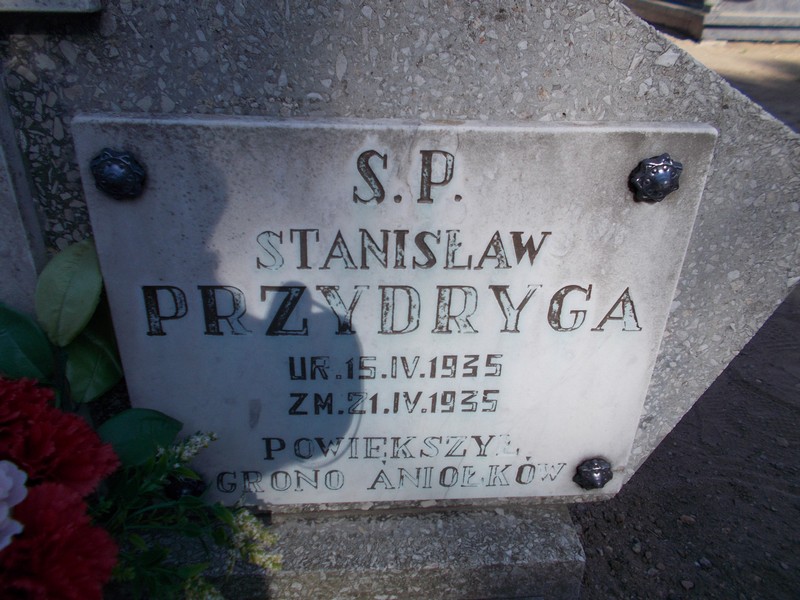 S.P.
STANISŁAW
PRZYDRYGA
UR.15.IV.1935
ZM.21.IV.1935
POWIĘKSZYŁ
GRONO ANIOŁKÓW